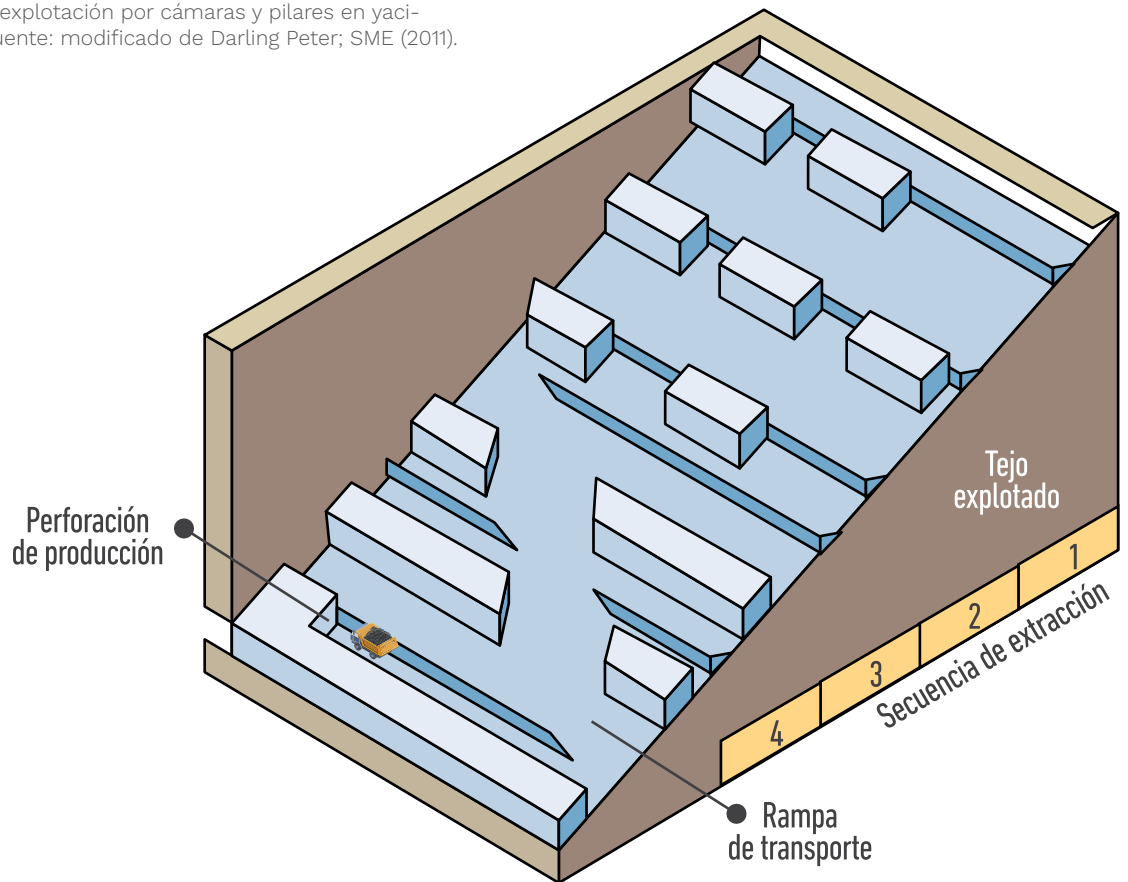 explotación por cámaras y pilares en yaci-
uente: modificado de Darling Peter; SME (2011).
Tejo
explotado
Perforación
de producción
1
2
3
4
Secuencia de extracción
Rampa
de transporte